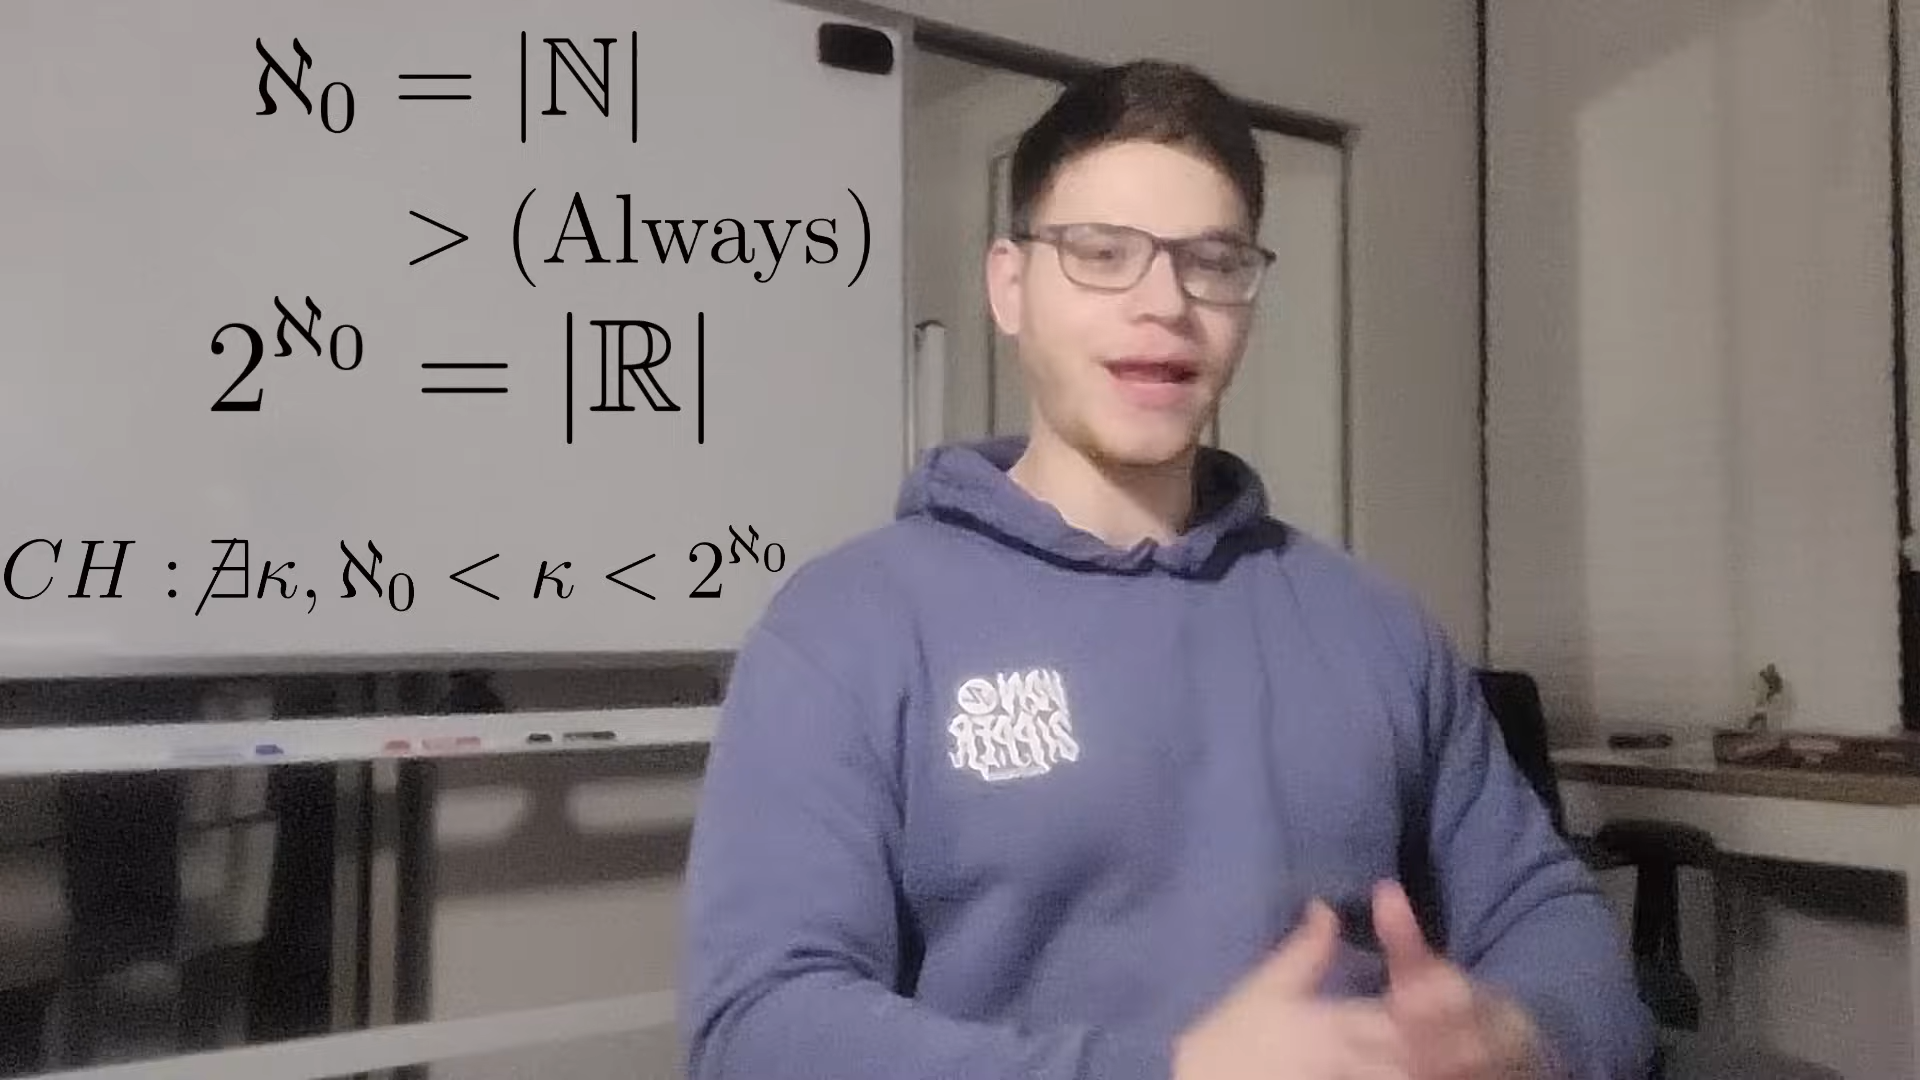 ℵ₀ = |ℕ|
> (Always)
2^ℵ₀ = |ℝ|
CH : ∄κ, ℵ₀ < κ < 2^ℵ₀